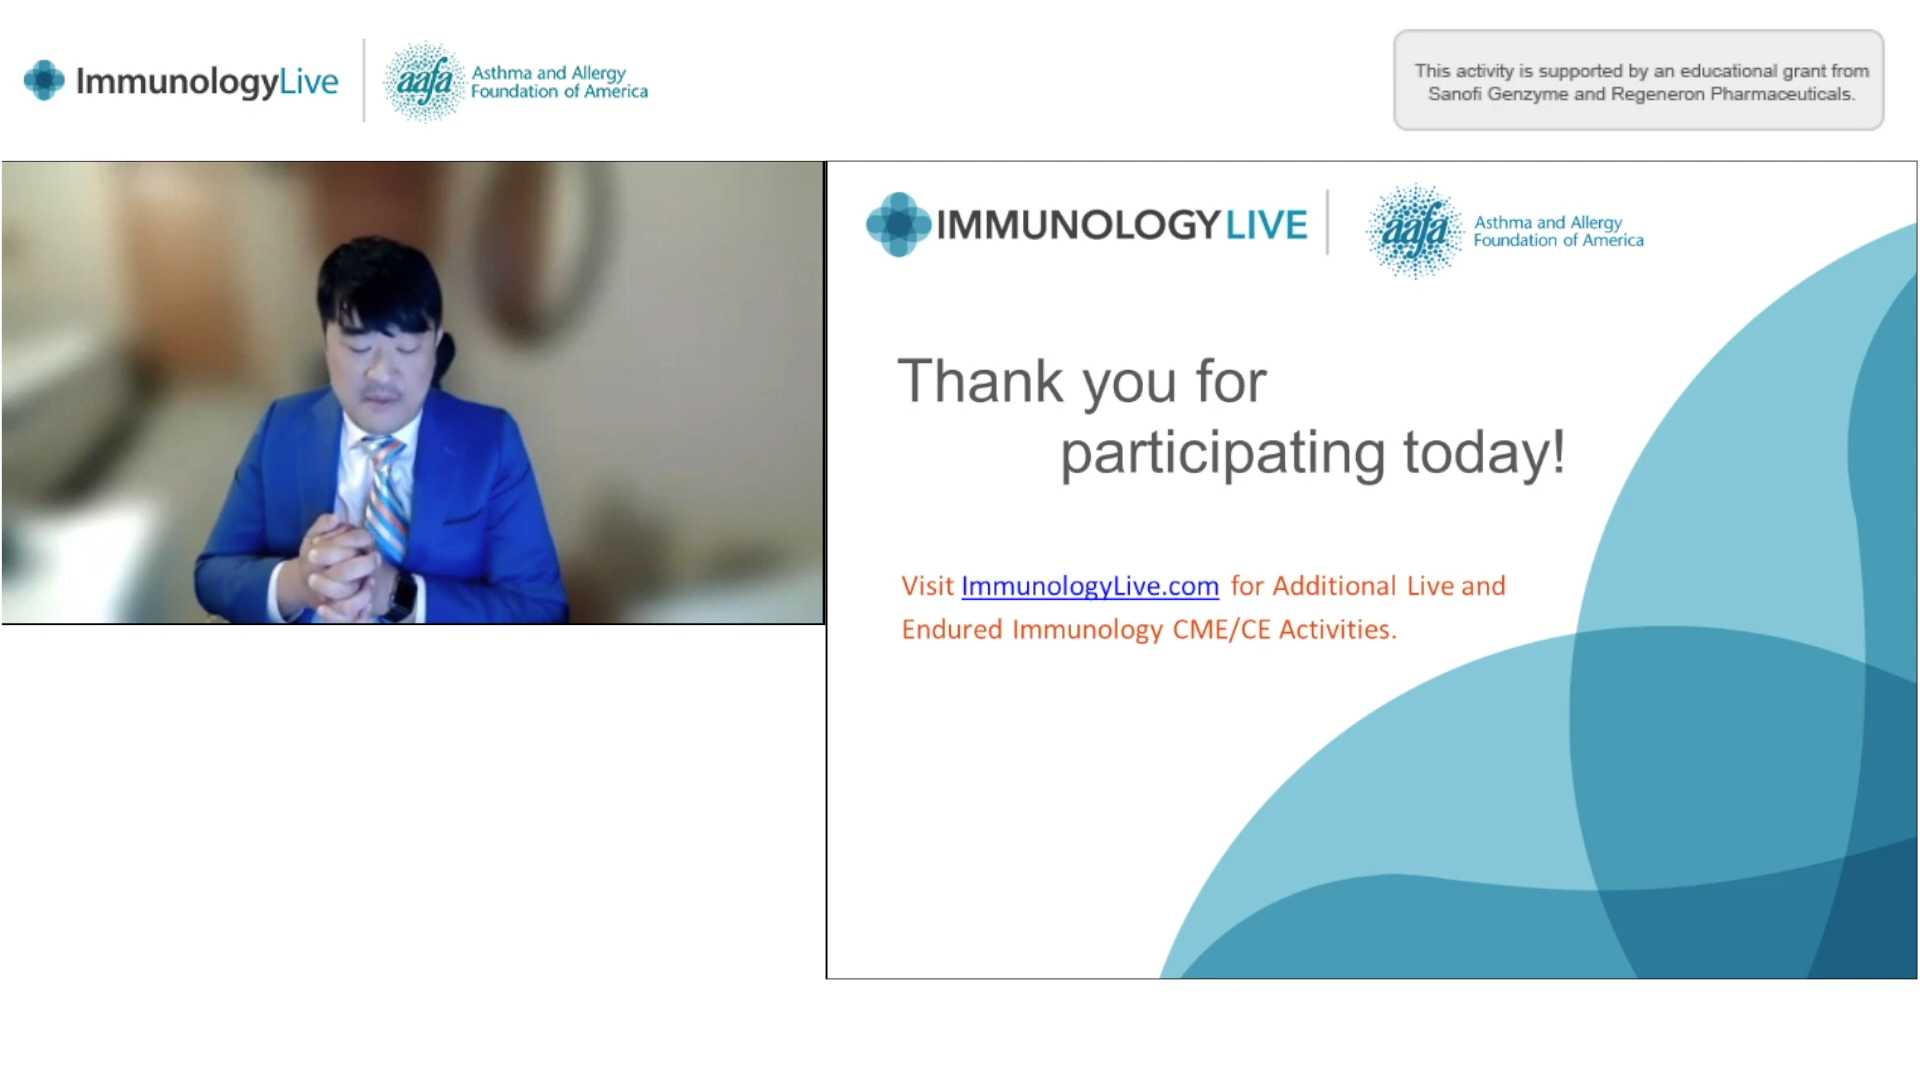 ImmunologyLive
aafa
Asthma and Allergy
Foundation of America
This activity is supported by an educational grant from
Sanofi Genzyme and Regeneron Pharmaceuticals.
IMMUNOLOGYLIVE
aafa
Asthma and Allergy
Foundation of America
Thank you for
participating today!
Visit ImmunologyLive.com for Additional Live and
Endured Immunology CME/CE Activities.